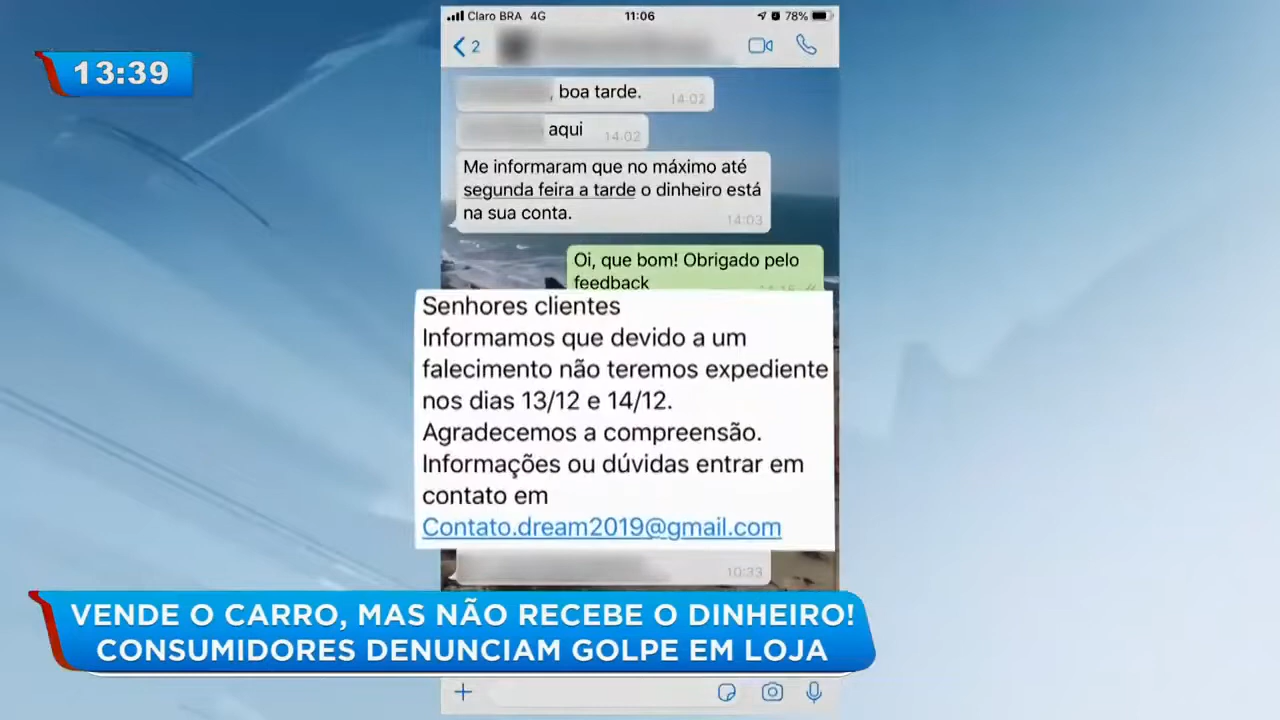 Claro BRA 4G 11:06 78%
13:39
2
, boa tarde. 14:02
aqui 14:02
Me informaram que no máximo até
segunda feira a tarde o dinheiro está
na sua conta. 14:03
Oi, que bom! Obrigado pelo
feedback
Senhores clientes
Informamos que devido a um
falecimento não teremos expediente
nos dias 13/12 e 14/12.
Agradecemos a compreensão.
Informações ou dúvidas entrar em
contato em
Contato.dream2019@gmail.com
10:33
VENDE O CARRO, MAS NÃO RECEBE O DINHEIRO!
CONSUMIDORES DENUNCIAM GOLPE EM LOJA